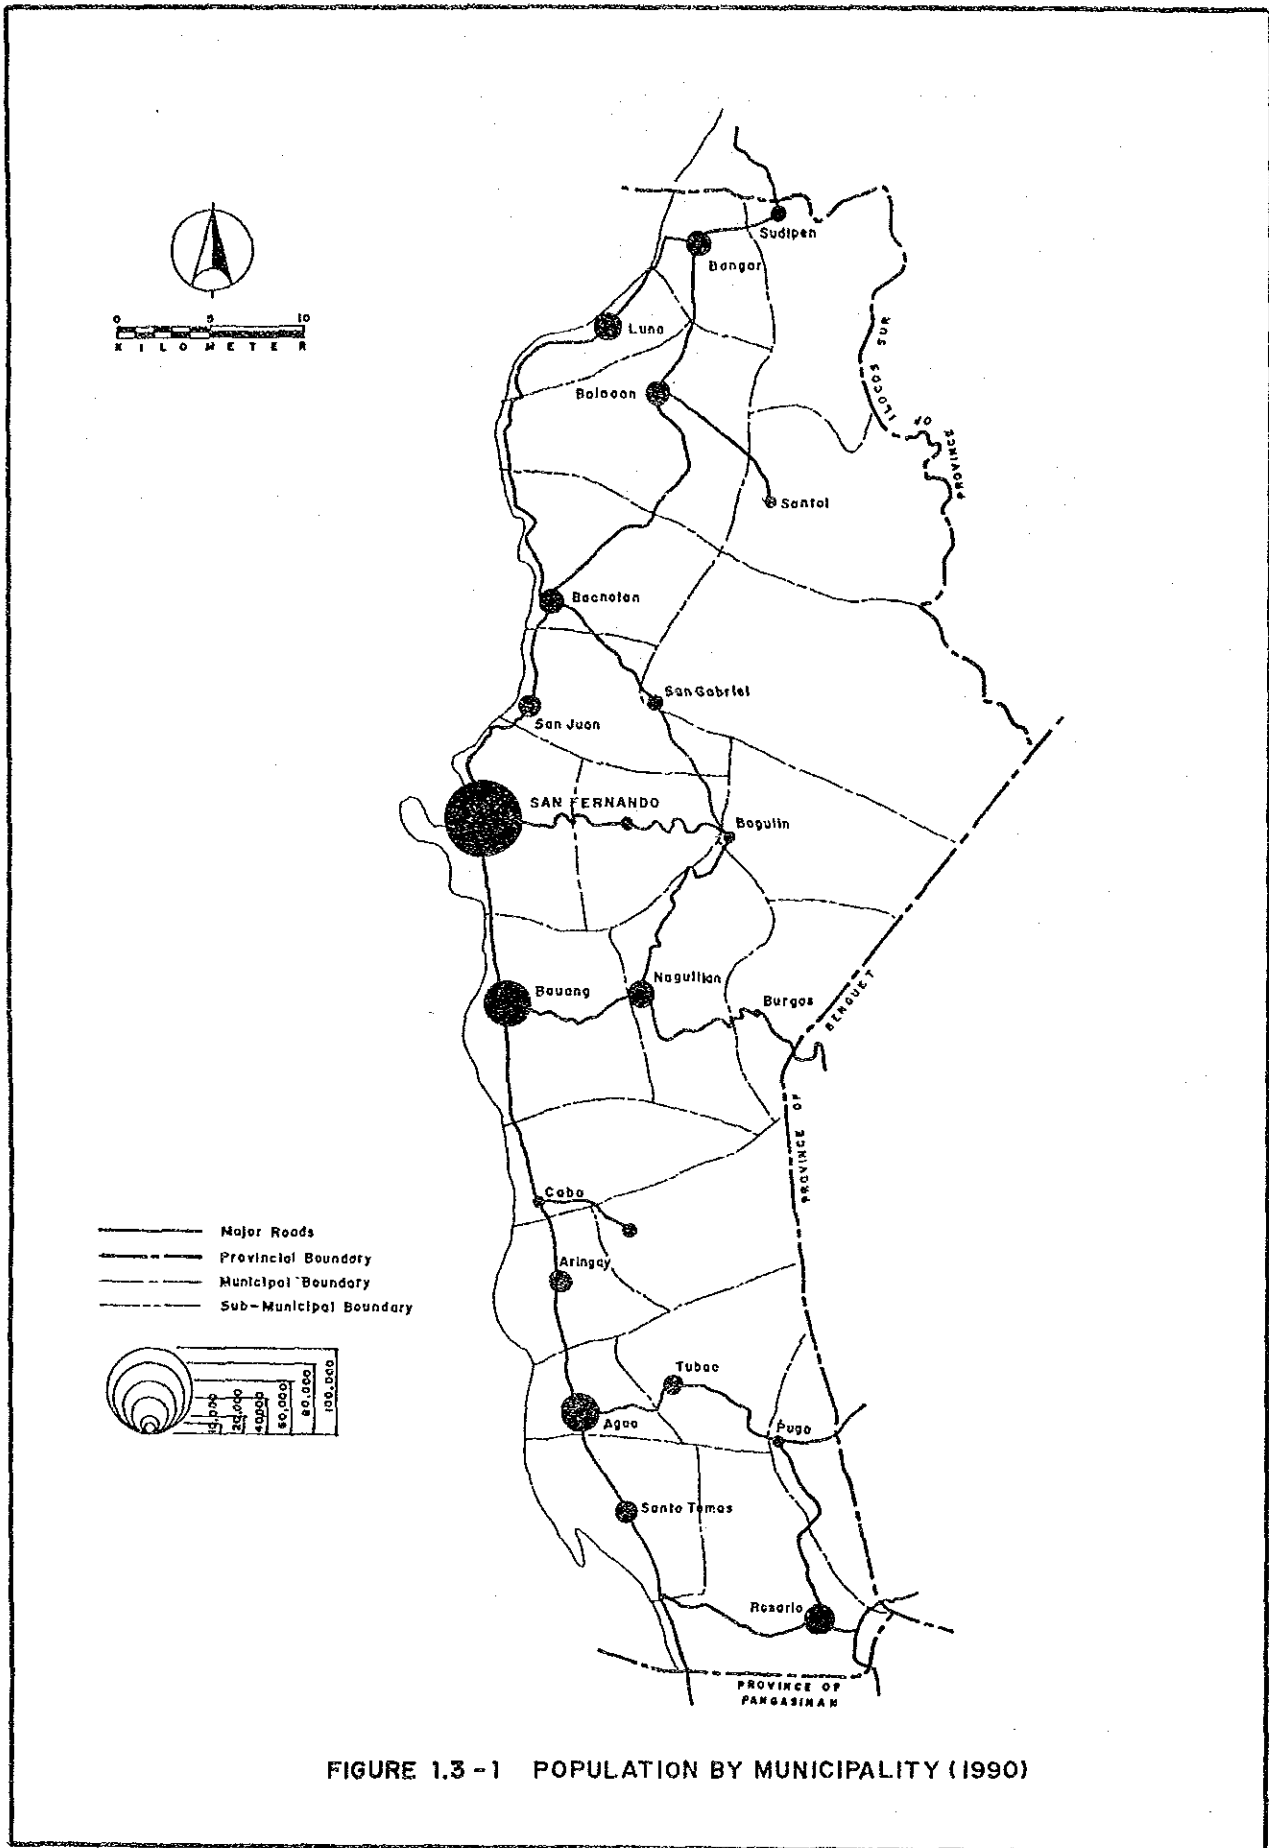 Sudipen
Bangar
0 5 10
KILOMETER
Luna
Balaoan
PROVINCE OF ILOCOS SUR
Santol
Bacnotan
San Gabriel
San Juan
SAN FERNANDO
Bagulin
Bauang
Naguilian
Burgos
PROVINCE OF BENGUET
Caba
Major Roads
Provincial Boundary
Municipal Boundary
Sub-Municipal Boundary
Aringay
20,000
40,000
60,000
80,000
100,000
Tubao
Agoo
Pugo
Santo Tomas
Rosario
PROVINCE OF
PANGASINAN
FIGURE 1.3-1 POPULATION BY MUNICIPALITY (1990)